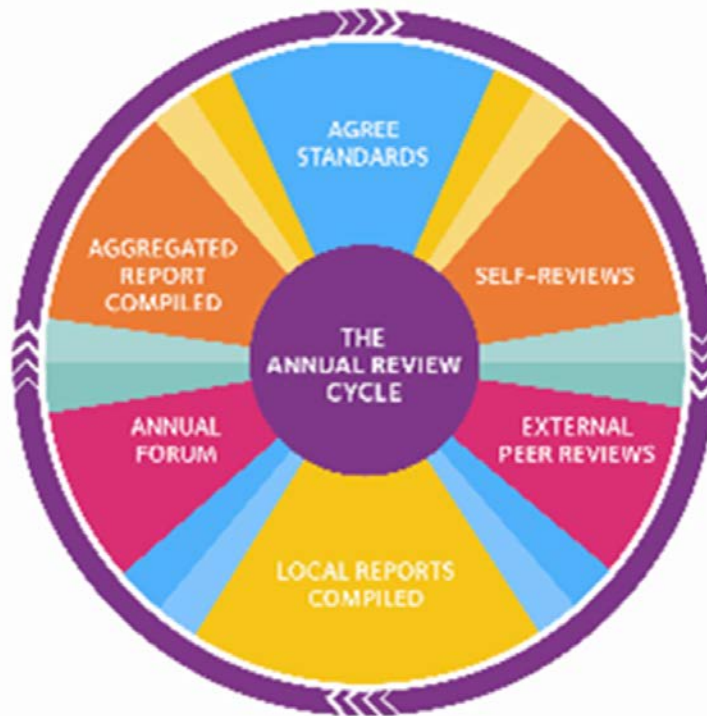 AGREE
STANDARDS
SELF-REVIEWS
EXTERNAL
PEER REVIEWS
LOCAL REPORTS
COMPILED
ANNUAL
FORUM
AGGREGATED
REPORT
COMPILED
THE
ANNUAL REVIEW
CYCLE